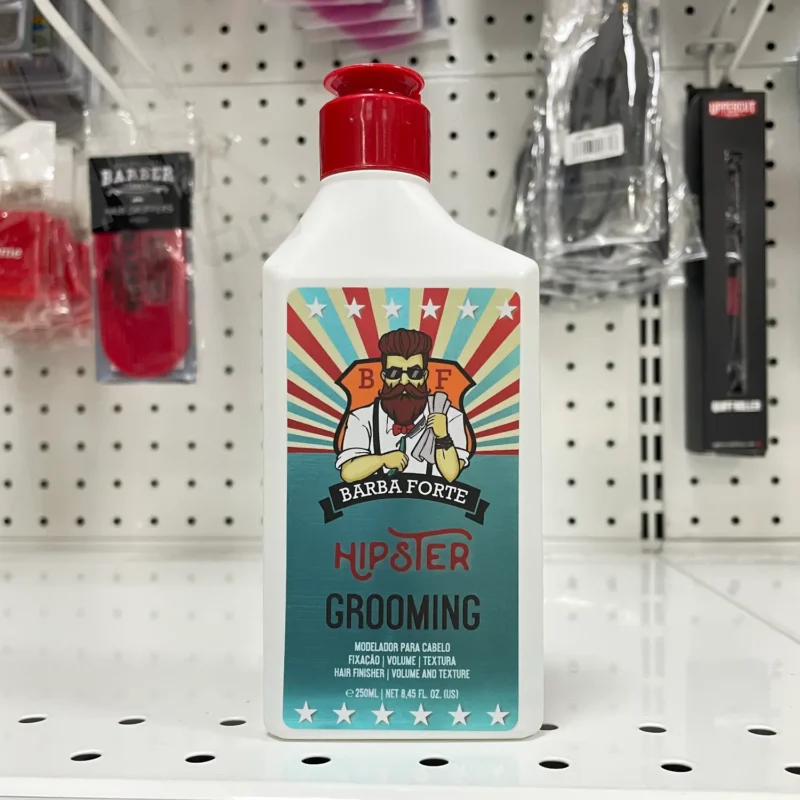 BARBER
B F
BARBA FORTE
HIPSTER
GROOMING
MODELADOR PARA CABELO
FIXAÇÃO | VOLUME | TEXTURA
HAIR FINISHER | VOLUME AND TEXTURE
℮ 250ML | NET 8,45 FL. OZ. (US)